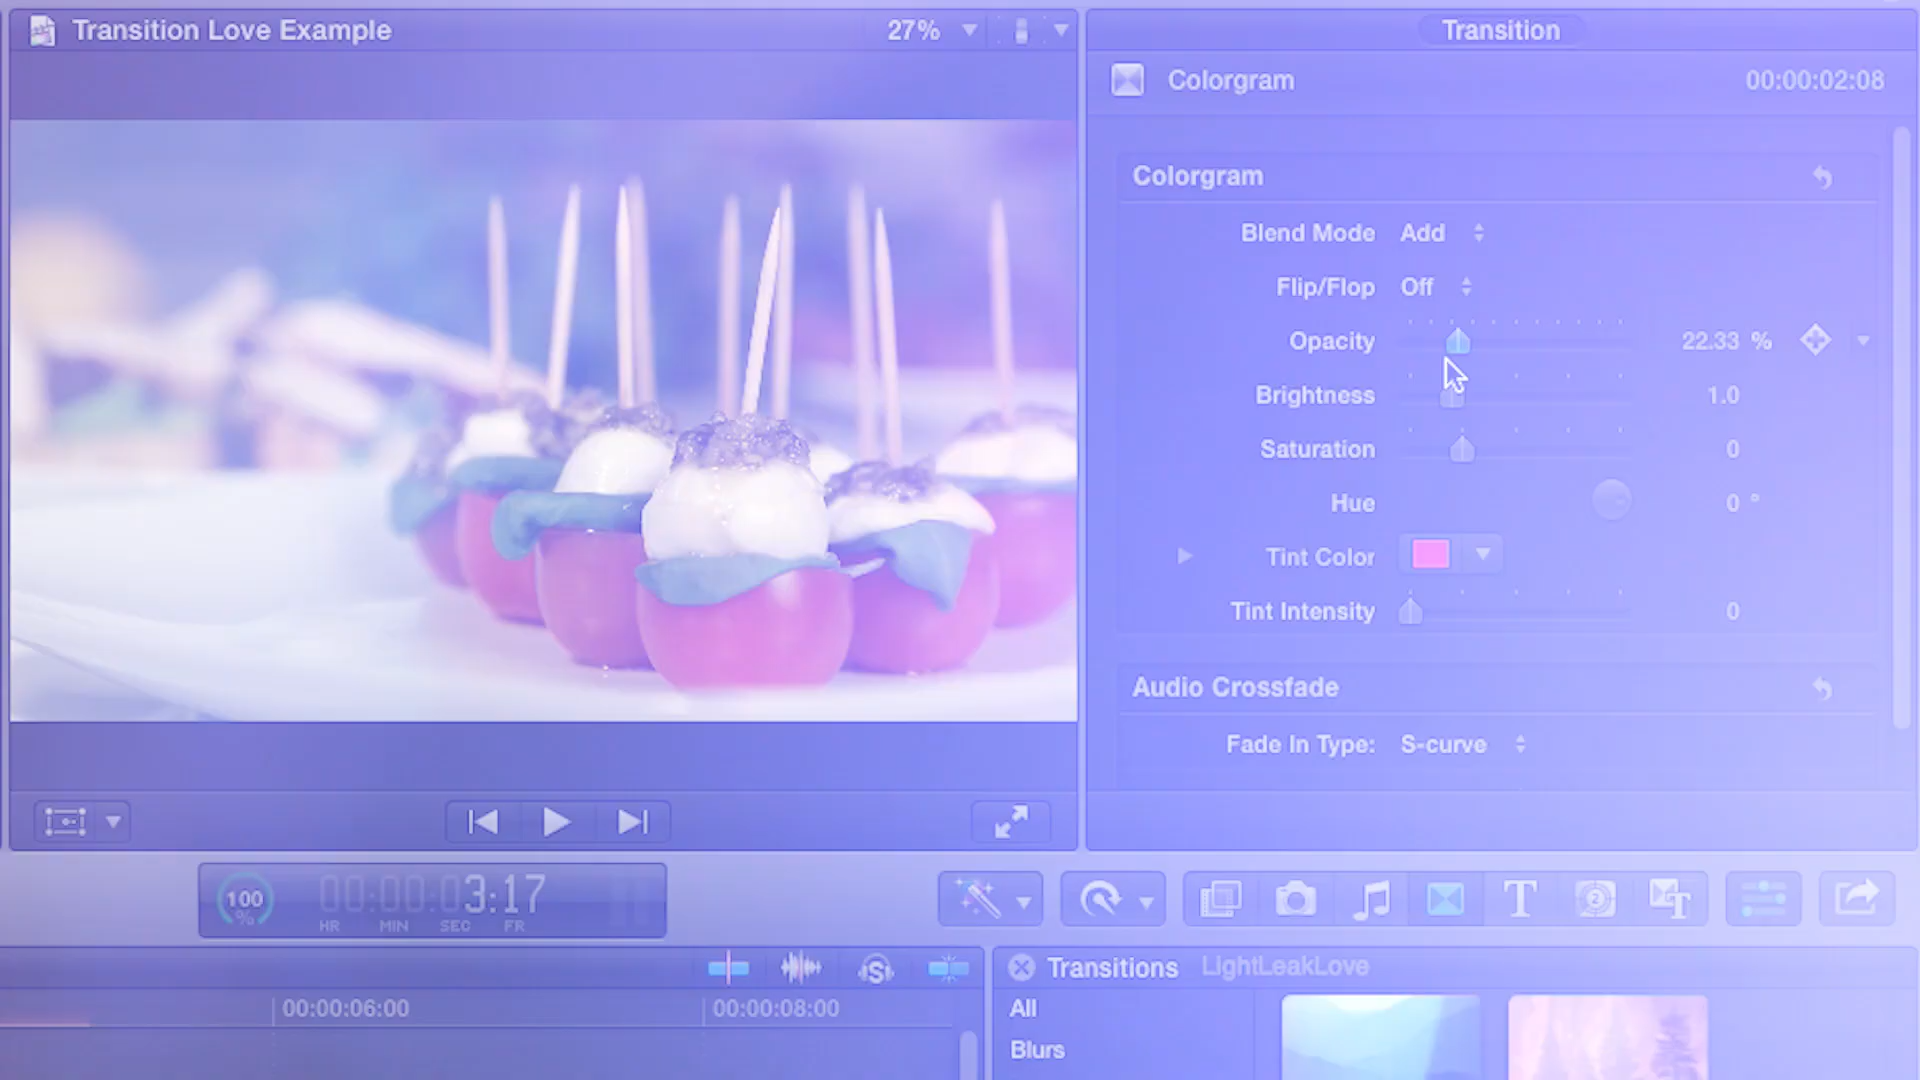 Transition Love Example
27%
Transition
Colorgram
00:00:02:08
Colorgram
Blend Mode Add
Flip/Flop Off
Opacity 22.33 %
Brightness 1.0
Saturation 0
Hue 0 °
Tint Color
Tint Intensity 0
Audio Crossfade
Fade In Type: S-curve
100 %
00:00:03:17
HR MIN SEC FR
T
2
T
S
Transitions LightLeakLove
00:00:06:00
00:00:08:00
All
Blurs